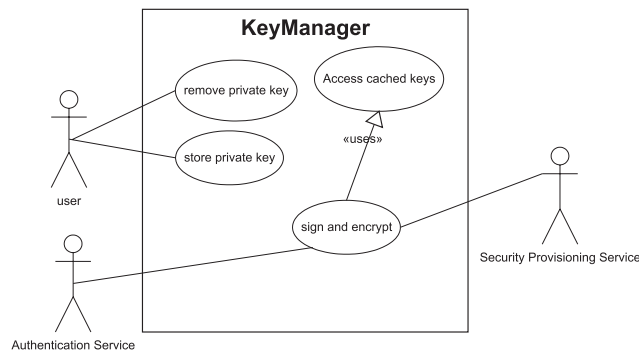 KeyManager
Access cached keys
remove private key
«uses»
store private key
user
sign and encrypt
Security Provisioning Service
Authentication Service